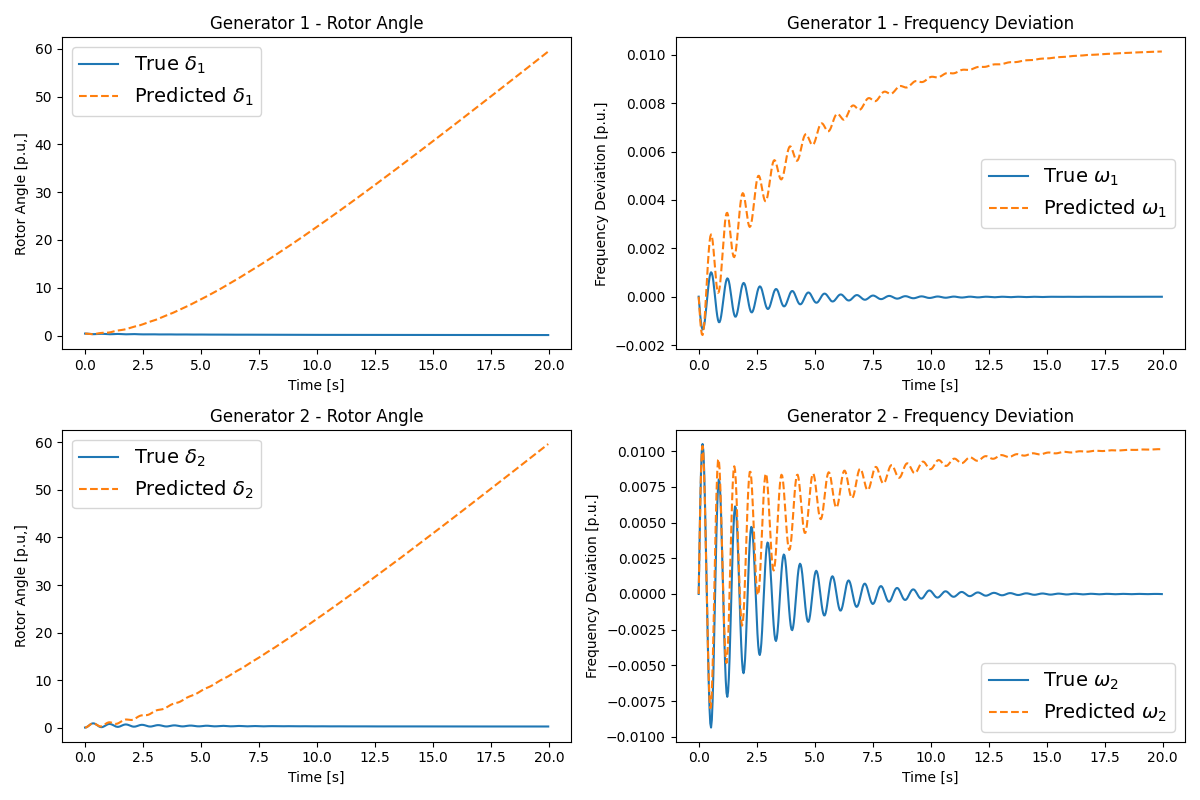 Generator 1 - Rotor Angle
60
50
40
30
20
10
0
Rotor Angle [p.u,]
True δ₁
Predicted δ₁
0.0 2.5 5.0 7.5 10.0 12.5 15.0 17.5 20.0
Time [s]
Generator 1 - Frequency Deviation
0.010
0.008
0.006
0.004
0.002
0.000
−0.002
Frequency Deviation [p.u.]
True ω₁
Predicted ω₁
0.0 2.5 5.0 7.5 10.0 12.5 15.0 17.5 20.0
Time [s]
Generator 2 - Rotor Angle
60
50
40
30
20
10
0
Rotor Angle [p.u,]
True δ₂
Predicted δ₂
0.0 2.5 5.0 7.5 10.0 12.5 15.0 17.5 20.0
Time [s]
Generator 2 - Frequency Deviation
0.0100
0.0075
0.0050
0.0025
0.0000
−0.0025
−0.0050
−0.0075
−0.0100
Frequency Deviation [p.u.]
True ω₂
Predicted ω₂
0.0 2.5 5.0 7.5 10.0 12.5 15.0 17.5 20.0
Time [s]